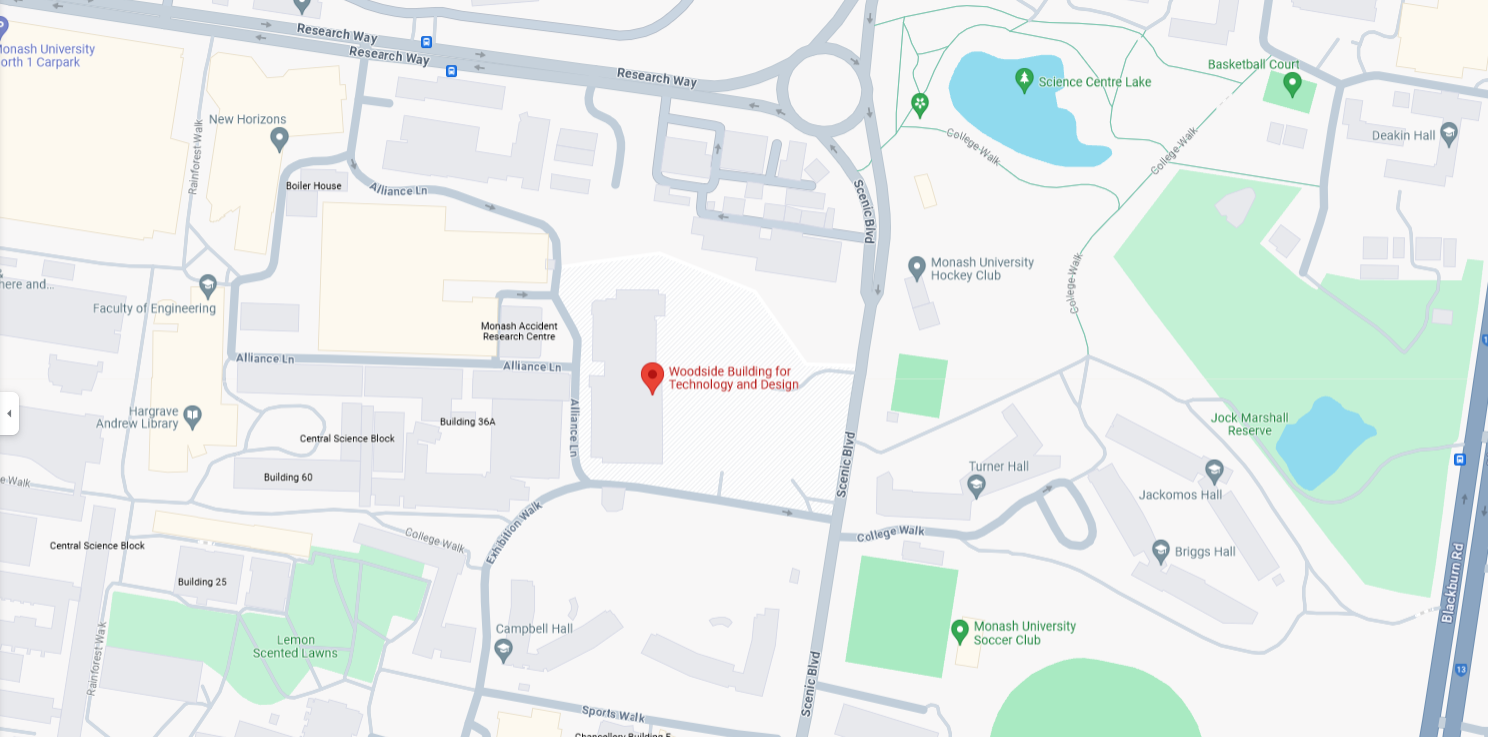 Research Way
Research Way
Research Way
Monash University
orth 1 Carpark
New Horizons
Rainforest Walk
Boiler House
Alliance Ln
Scenic Blvd
Science Centre Lake
College Walk
College Walk
Basketball Court
Deakin Hall
here and...
Faculty of Engineering
Monash University
Hockey Club
College Walk
Monash Accident
Research Centre
Alliance Ln
Alliance Ln
Alliance Ln
Woodside Building for
Technology and Design
Hargrave
Andrew Library
Central Science Block
Building 36A
Building 60
Scenic Blvd
Jock Marshall
Reserve
Turner Hall
Jackomos Hall
Briggs Hall
e Walk
College Walk
Exhibition Walk
College Walk
Central Science Block
Building 25
Blackburn Rd
Lemon
Scented Lawns
Rainforest Walk
Campbell Hall
Monash University
Soccer Club
Scenic Blvd
Sports Walk
13